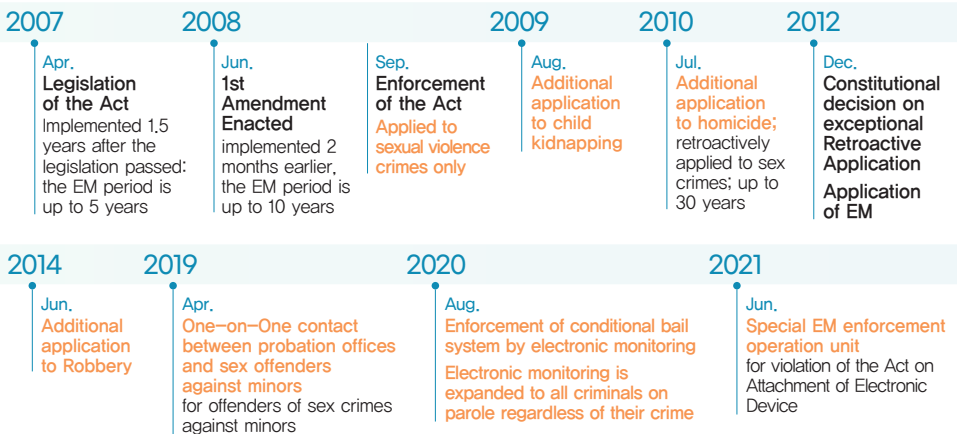 2007
Apr.
Legislation
of the Act
Implemented 1.5
years after the
legislation passed:
the EM period is
up to 5 years
2008
Jun.
1st
Amendment
Enacted
implemented 2
months earlier,
the EM period is
up to 10 years
Sep.
Enforcement
of the Act
Applied to
sexual violence
crimes only
2009
Aug.
Additional
application
to child
kidnapping
2010
Jul.
Additional
application
to homicide;
retroactively
applied to sex
crimes; up to
30 years
2012
Dec.
Constitutional
decision on
exceptional
Retroactive
Application
Application
of EM
2014
Jun.
Additional
application
to Robbery
2019
Apr.
One-on-One contact
between probation offices
and sex offenders
against minors
for offenders of sex crimes
against minors
2020
Aug.
Enforcement of conditional bail
system by electronic monitoring
Electronic monitoring is
expanded to all criminals on
parole regardless of their crime
2021
Jun.
Special EM enforcement
operation unit
for violation of the Act on
Attachment of Electronic
Device